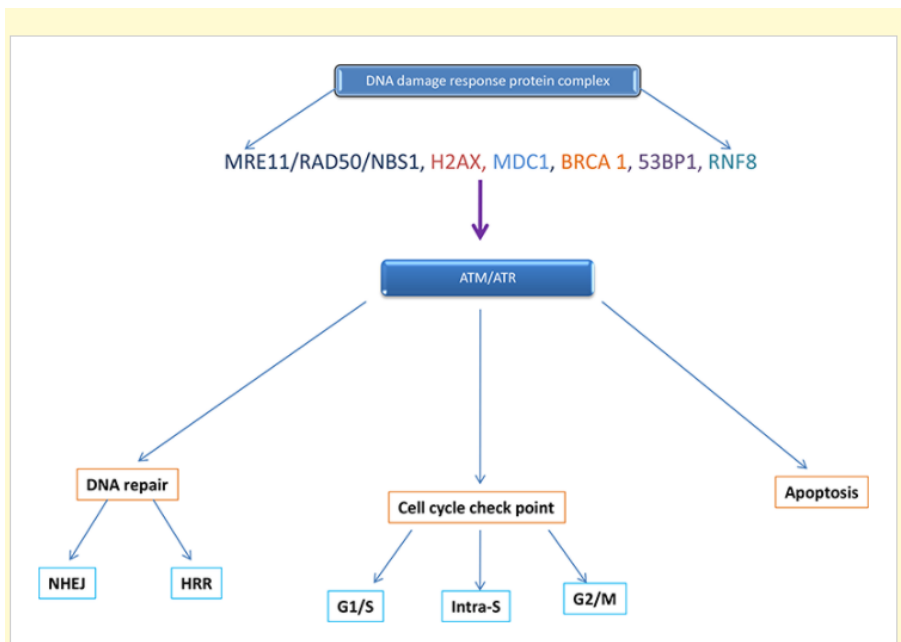 DNA damage response protein complex
MRE11/RAD50/NBS1, H2AX, MDC1, BRCA 1, 53BP1, RNF8
ATM/ATR
DNA repair
Cell cycle check point
Apoptosis
NHEJ
HRR
G1/S
Intra-S
G2/M